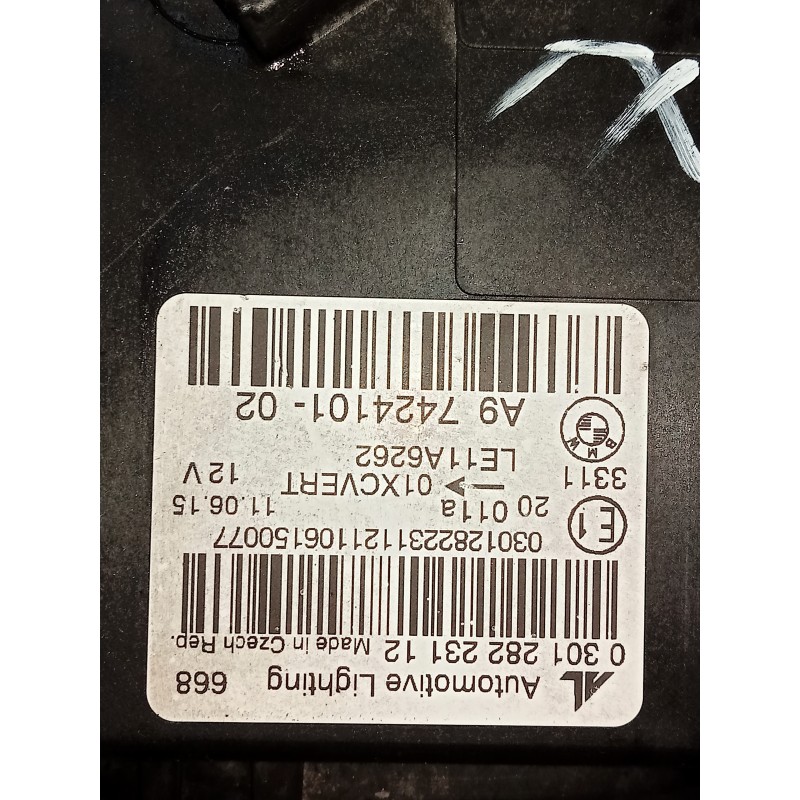 Automotive Lighting 668
0 301 282 231 12 Made in Czech Rep.
0301282231121106150077
E1 20 011a 11.06.15
01XCVERT 12 V
3311 LE11A6262
BMW A9 7424101-02